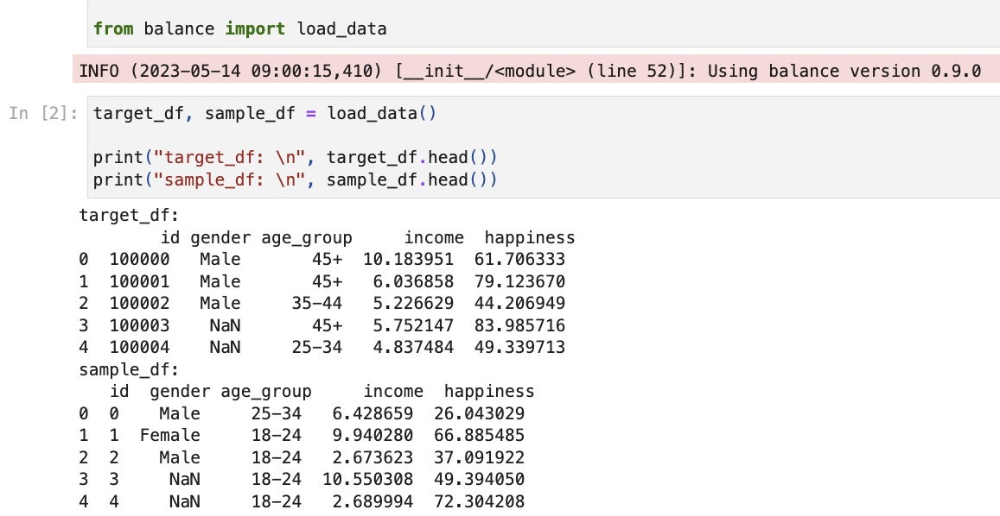 from balance import load_data
INFO (2023-05-14 09:00:15,410) [__init__/<module> (line 52)]: Using balance version 0.9.0
In [2]: target_df, sample_df = load_data()
print("target_df: \n", target_df.head())
print("sample_df: \n", sample_df.head())
target_df:
id gender age_group income happiness
0 100000 Male 45+ 10.183951 61.706333
1 100001 Male 45+ 6.036858 79.123670
2 100002 Male 35-44 5.226629 44.206949
3 100003 NaN 45+ 5.752147 83.985716
4 100004 NaN 25-34 4.837484 49.339713
sample_df:
id gender age_group income happiness
0 0 Male 25-34 6.428659 26.043029
1 1 Female 18-24 9.940280 66.885485
2 2 Male 18-24 2.673623 37.091922
3 3 NaN 18-24 10.550308 49.394050
4 4 NaN 18-24 2.689994 72.304208